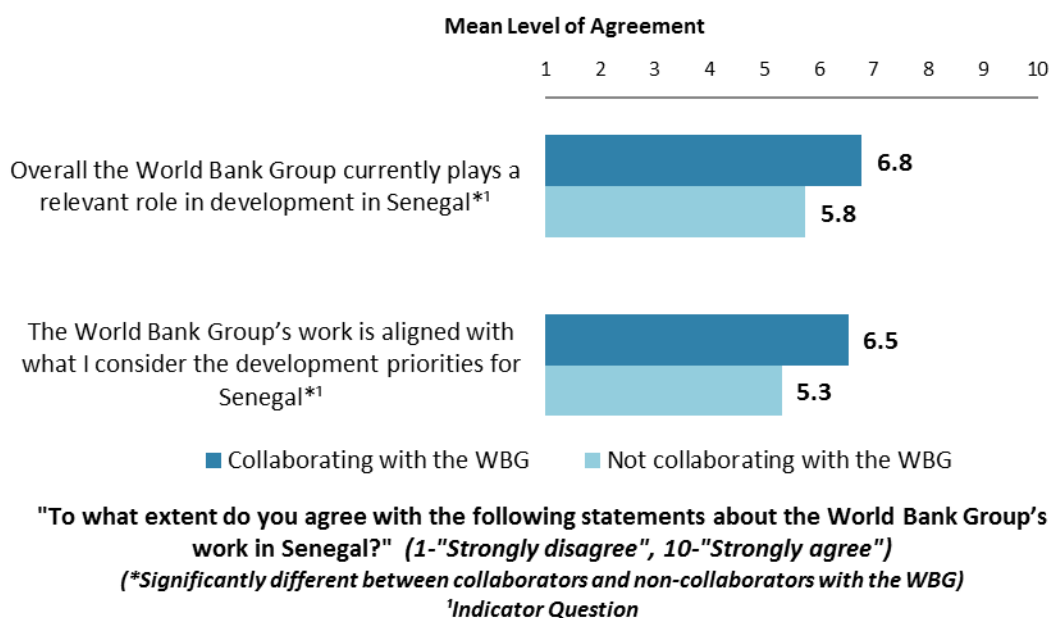 Mean Level of Agreement
1 2 3 4 5 6 7 8 9 10
Overall the World Bank Group currently plays a
relevant role in development in Senegal*¹
6.8
5.8
The World Bank Group’s work is aligned with
what I consider the development priorities for
Senegal*¹
6.5
5.3
Collaborating with the WBG Not collaborating with the WBG
"To what extent do you agree with the following statements about the World Bank Group’s
work in Senegal?" (1-"Strongly disagree", 10-"Strongly agree")
(*Significantly different between collaborators and non-collaborators with the WBG)
¹Indicator Question